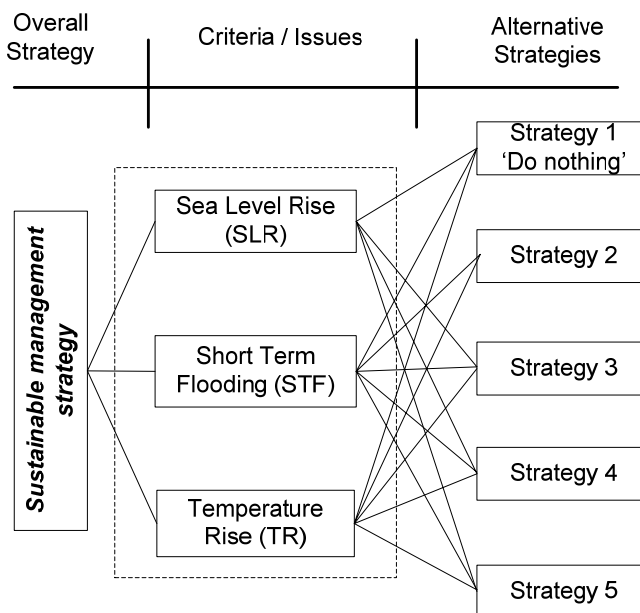 Overall
Strategy
Criteria / Issues
Alternative
Strategies
Sustainable management
strategy
Sea Level Rise
(SLR)
Short Term
Flooding (STF)
Temperature
Rise (TR)
Strategy 1
‘Do nothing’
Strategy 2
Strategy 3
Strategy 4
Strategy 5